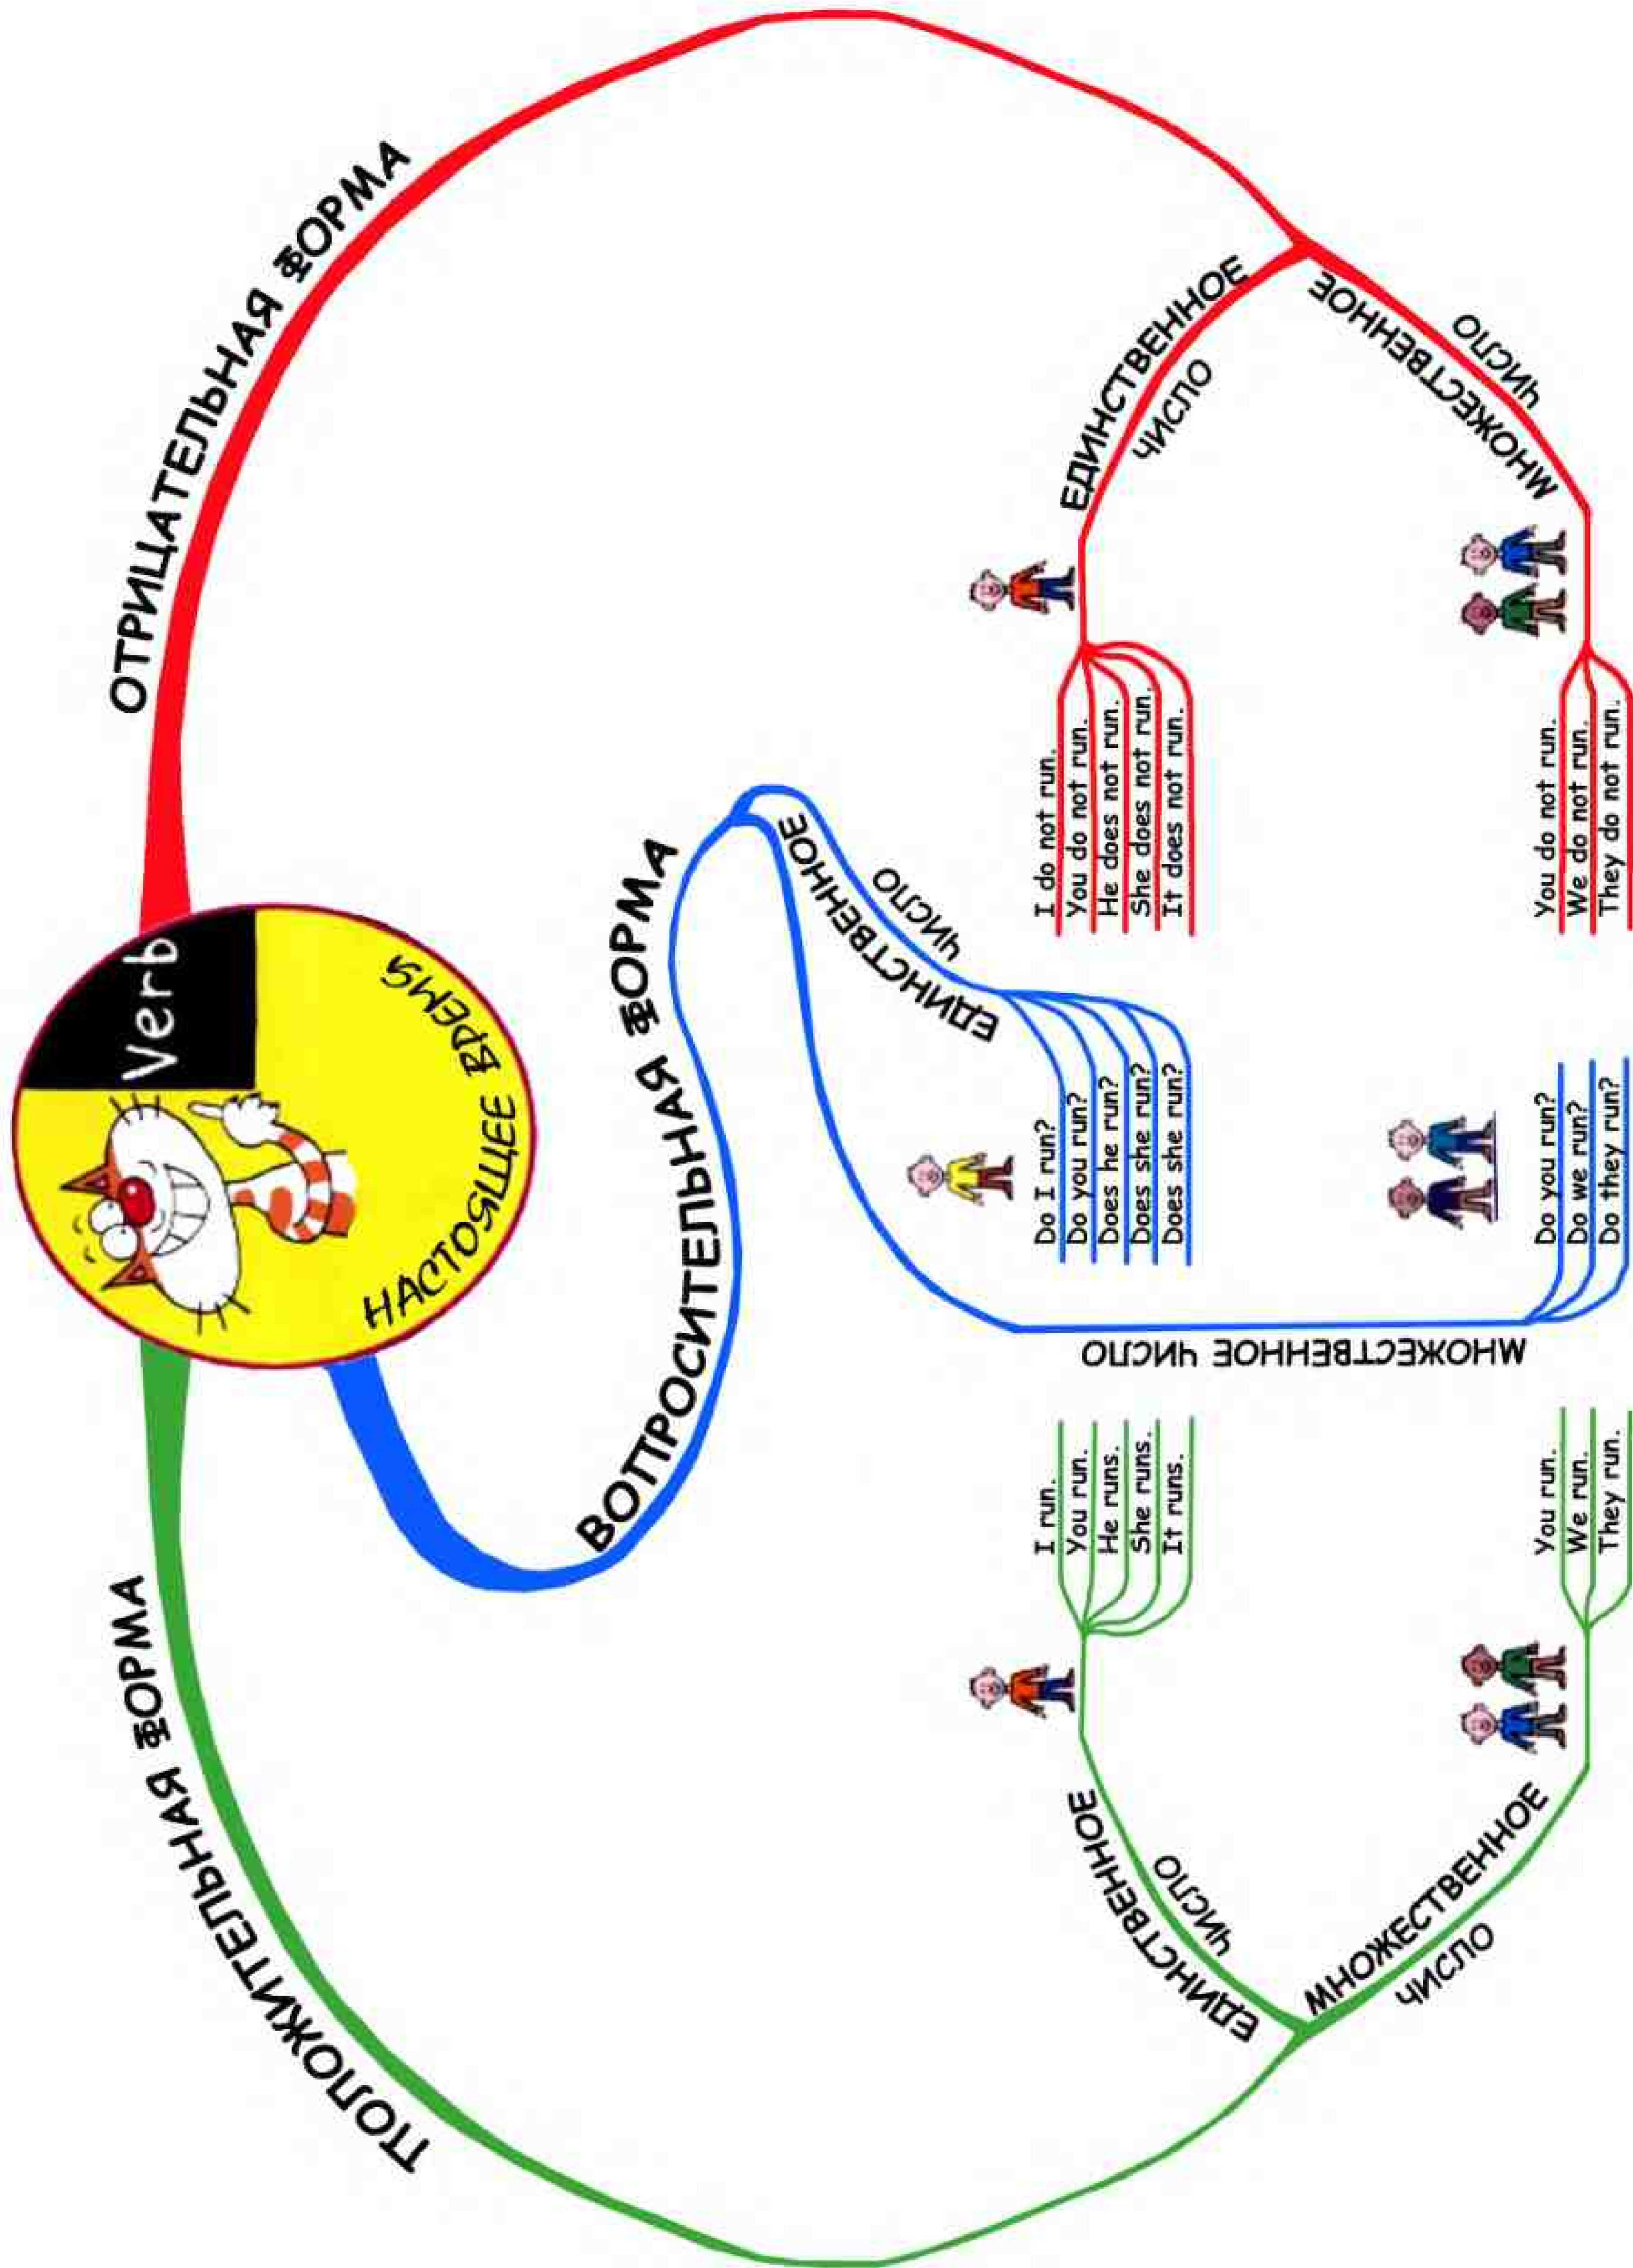 Verb
НАСТОЯЩЕЕ ВРЕМЯ
ПОЛОЖИТЕЛЬНАЯ ФОРМА
ЕДИНСТВЕННОЕ
ЧИСЛО
I run.
You run.
He runs.
She runs.
It runs.
МНОЖЕСТВЕННОЕ
ЧИСЛО
You run.
We run.
They run.
ВОПРОСИТЕЛЬНАЯ ФОРМА
ЕДИНСТВЕННОЕ
ЧИСЛО
Do I run?
Do you run?
Does he run?
Does she run?
Does she run?
МНОЖЕСТВЕННОЕ ЧИСЛО
Do you run?
Do we run?
Do they run?
ОТРИЦАТЕЛЬНАЯ ФОРМА
ЕДИНСТВЕННОЕ
ЧИСЛО
I do not run.
You do not run.
He does not run.
She does not run.
It does not run.
МНОЖЕСТВЕННОЕ
ЧИСЛО
You do not run.
We do not run.
They do not run.